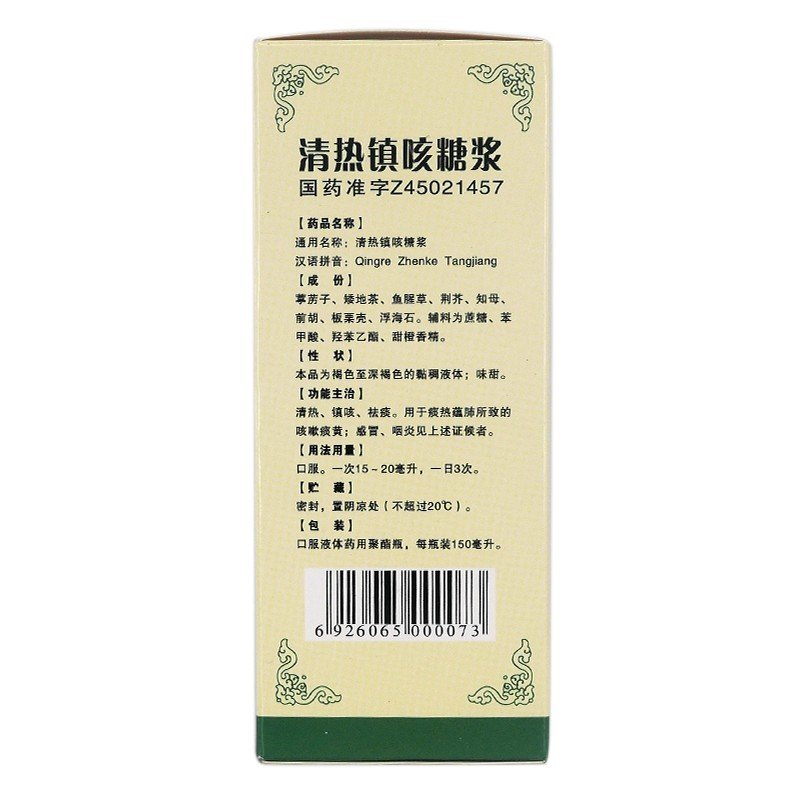 清热镇咳糖浆
国药准字Z45021457
【药品名称】
通用名称：清热镇咳糖浆
汉语拼音：Qingre Zhenke Tangjiang
【成 份】
葶苈子、矮地茶、鱼腥草、荆芥、知母、
前胡、板栗壳、浮海石。辅料为蔗糖、苯
甲酸、羟苯乙酯、甜橙香精。
【性 状】
本品为褐色至深褐色的黏稠液体；味甜。
【功能主治】
清热、镇咳、祛痰。用于痰热蕴肺所致的
咳嗽痰黄；感冒、咽炎见上述证候者。
【用法用量】
口服。一次15～20毫升，一日3次。
【贮 藏】
密封，置阴凉处（不超过20℃）。
【包 装】
口服液体药用聚酯瓶，每瓶装150毫升。
6 926065 000073